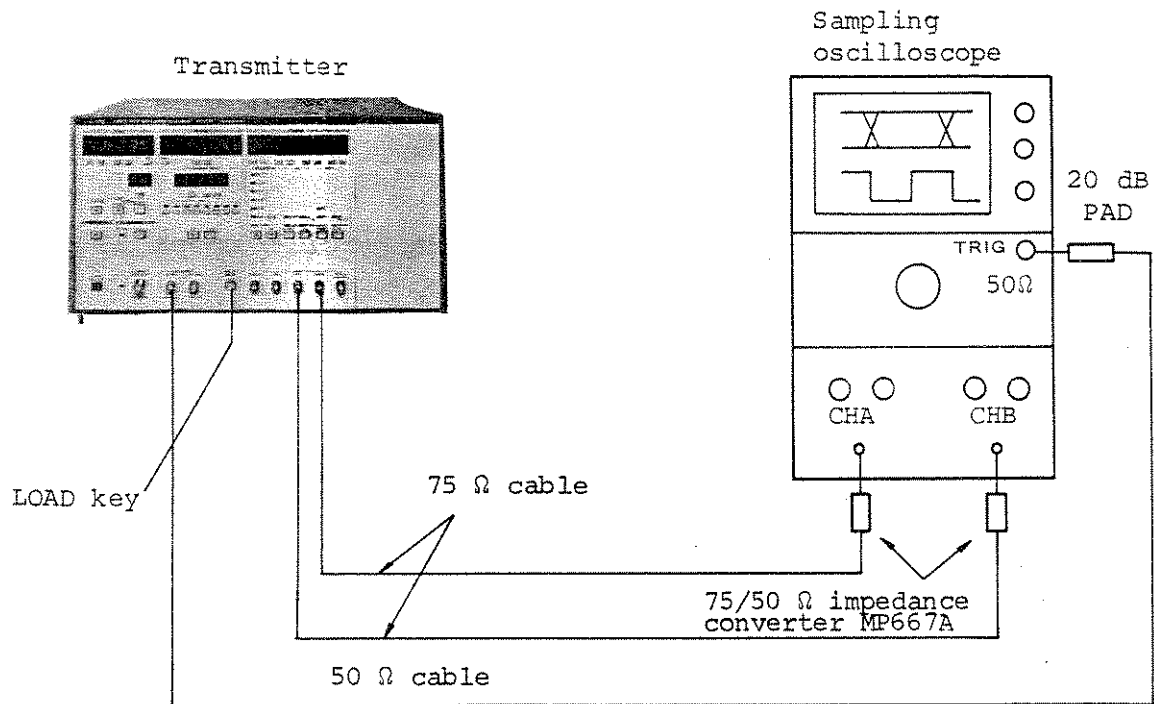 Sampling
oscilloscope
Transmitter
20 dB
PAD
TRIG
50Ω
CHA
CHB
LOAD key
75 Ω cable
75/50 Ω impedance
converter MP667A
50 Ω cable